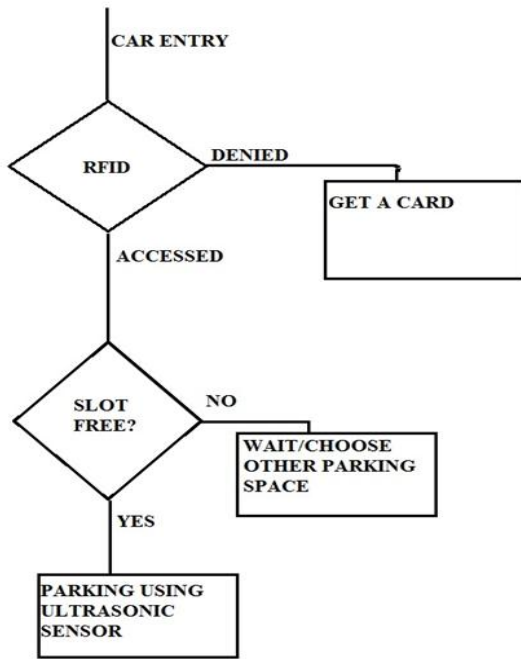 CAR ENTRY
RFID
DENIED
GET A CARD
ACCESSED
SLOT
FREE?
NO
WAIT/CHOOSE
OTHER PARKING
SPACE
YES
PARKING USING
ULTRASONIC
SENSOR